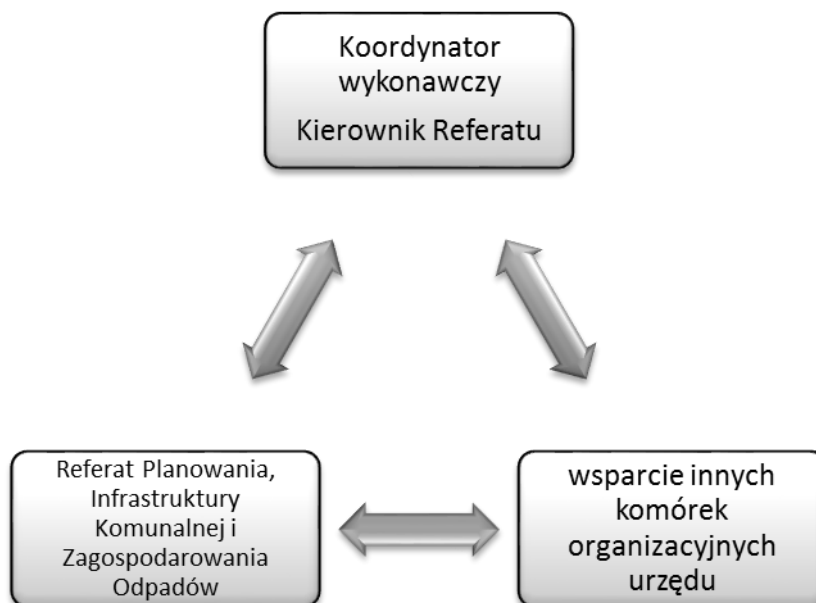 Koordynator
wykonawczy
Kierownik Referatu
Referat Planowania,
Infrastruktury
Komunalnej i
Zagospodarowania
Odpadów
wsparcie innych
komórek
organizacyjnych
urzędu